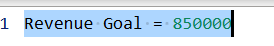 1 Revenue Goal = 850000